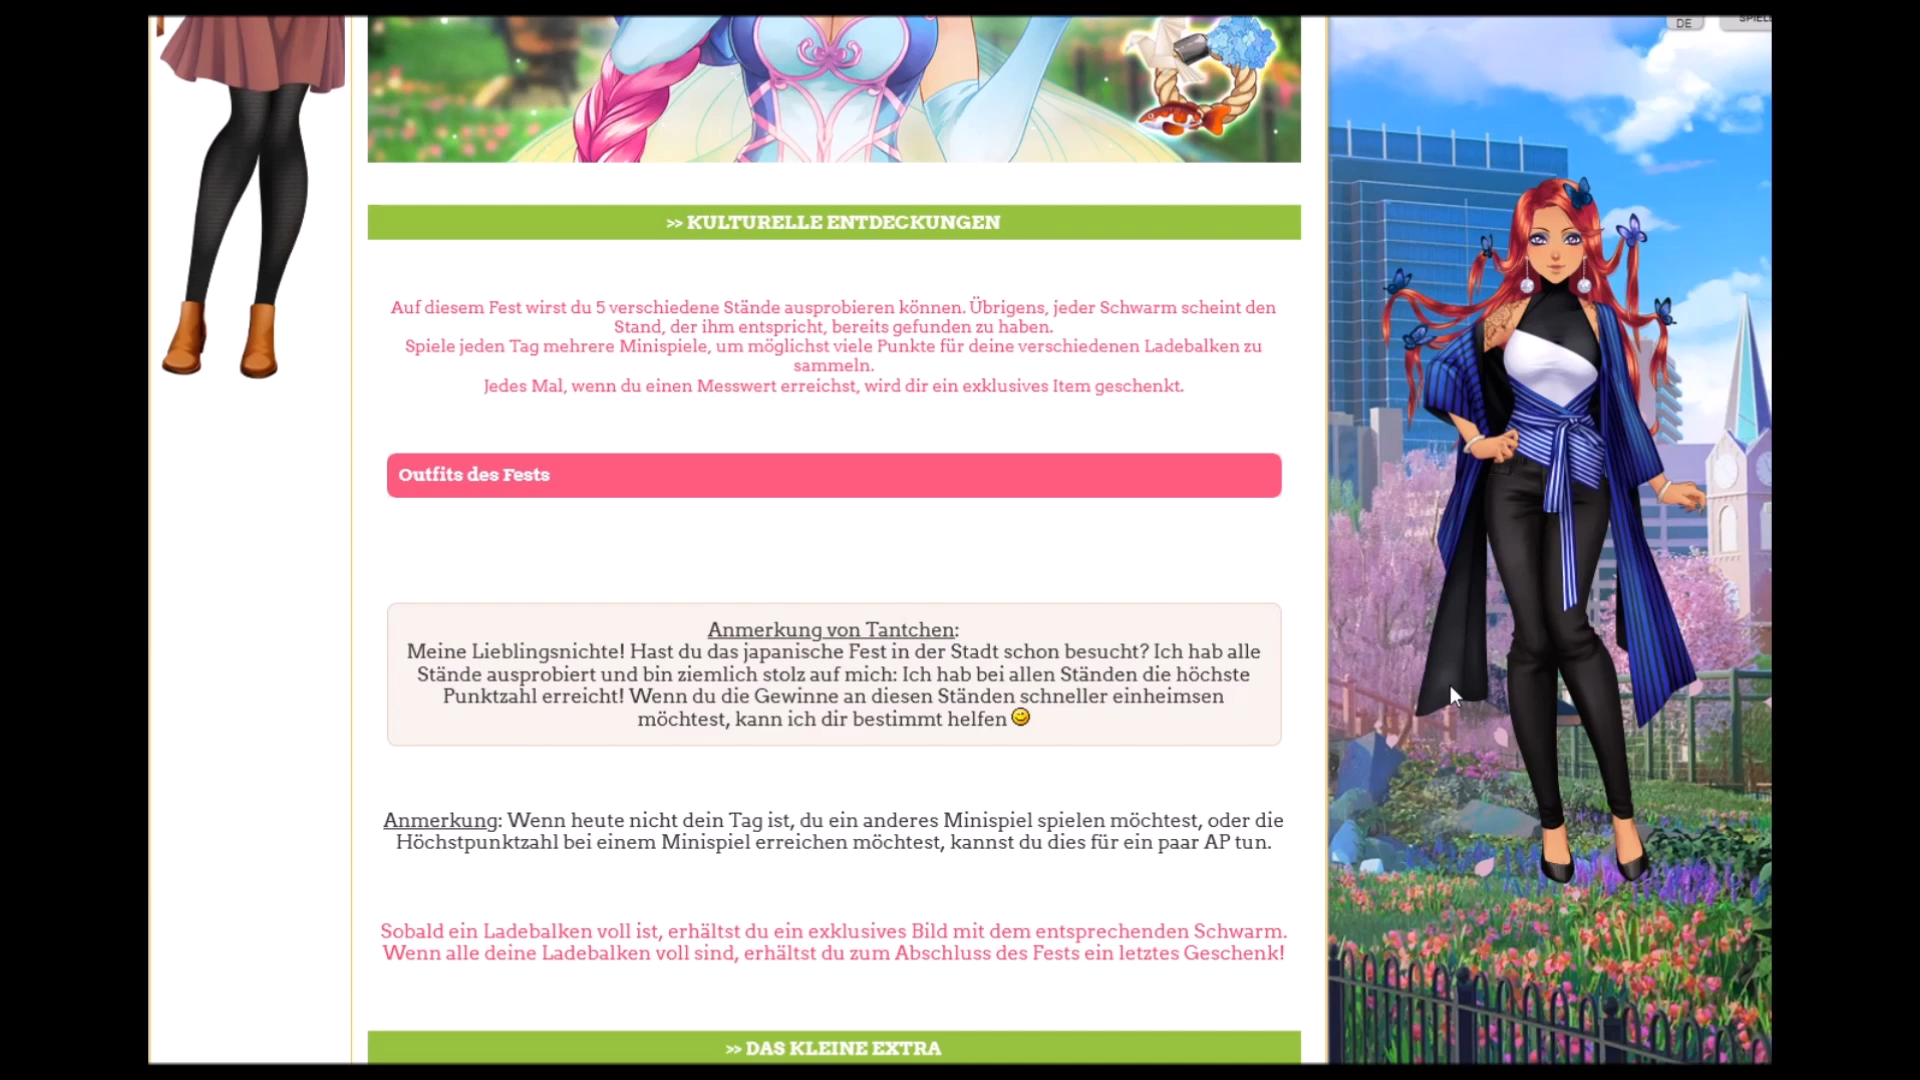 DE
SPIELE
>> KULTURELLE ENTDECKUNGEN
Auf diesem Fest wirst du 5 verschiedene Stände ausprobieren können. Übrigens, jeder Schwarm scheint den
Stand, der ihm entspricht, bereits gefunden zu haben.
Spiele jeden Tag mehrere Minispiele, um möglichst viele Punkte für deine verschiedenen Ladebalken zu
sammeln.
Jedes Mal, wenn du einen Messwert erreichst, wird dir ein exklusives Item geschenkt.
Outfits des Fests
Anmerkung von Tantchen:
Meine Lieblingsnichte! Hast du das japanische Fest in der Stadt schon besucht? Ich hab alle
Stände ausprobiert und bin ziemlich stolz auf mich: Ich hab bei allen Ständen die höchste
Punktzahl erreicht! Wenn du die Gewinne an diesen Ständen schneller einheimsen
möchtest, kann ich dir bestimmt helfen
Anmerkung: Wenn heute nicht dein Tag ist, du ein anderes Minispiel spielen möchtest, oder die
Höchstpunktzahl bei einem Minispiel erreichen möchtest, kannst du dies für ein paar AP tun.
Sobald ein Ladebalken voll ist, erhältst du ein exklusives Bild mit dem entsprechenden Schwarm.
Wenn alle deine Ladebalken voll sind, erhältst du zum Abschluss des Fests ein letztes Geschenk!
>> DAS KLEINE EXTRA